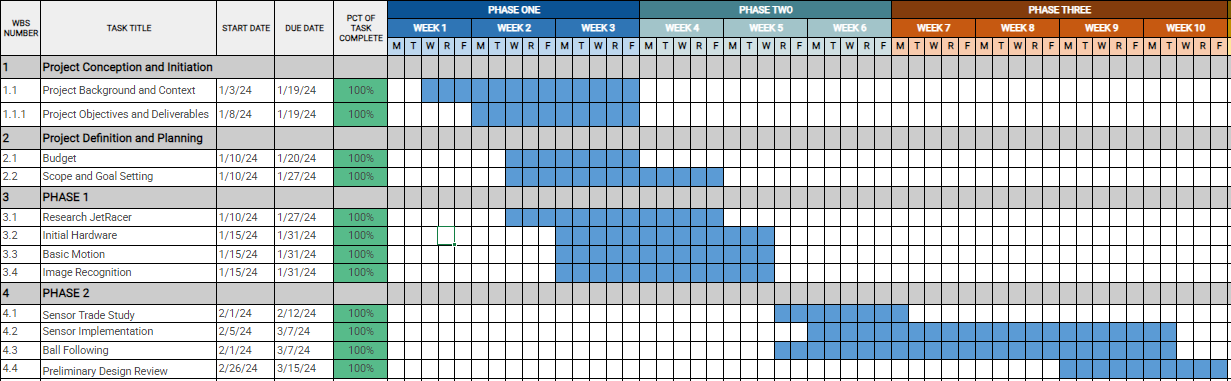 PHASE ONE PHASE TWO PHASE THREE
WBS NUMBER TASK TITLE START DATE DUE DATE PCT OF TASK COMPLETE WEEK 1 WEEK 2 WEEK 3 WEEK 4 WEEK 5 WEEK 6 WEEK 7 WEEK 8 WEEK 9 WEEK 10
M T W R F M T W R F M T W R F M T W R F M T W R F M T W R F M T W R F M T W R F M T W R F M T W R F
1 Project Conception and Initiation
1.1 Project Background and Context 1/3/24 1/19/24 100%
1.1.1 Project Objectives and Deliverables 1/8/24 1/19/24 100%
2 Project Definition and Planning
2.1 Budget 1/10/24 1/20/24 100%
2.2 Scope and Goal Setting 1/10/24 1/27/24 100%
3 PHASE 1
3.1 Research JetRacer 1/10/24 1/27/24 100%
3.2 Initial Hardware 1/15/24 1/31/24 100%
3.3 Basic Motion 1/15/24 1/31/24 100%
3.4 Image Recognition 1/15/24 1/31/24 100%
4 PHASE 2
4.1 Sensor Trade Study 2/1/24 2/12/24 100%
4.2 Sensor Implementation 2/5/24 3/7/24 100%
4.3 Ball Following 2/1/24 3/7/24 100%
4.4 Preliminary Design Review 2/26/24 3/15/24 100%